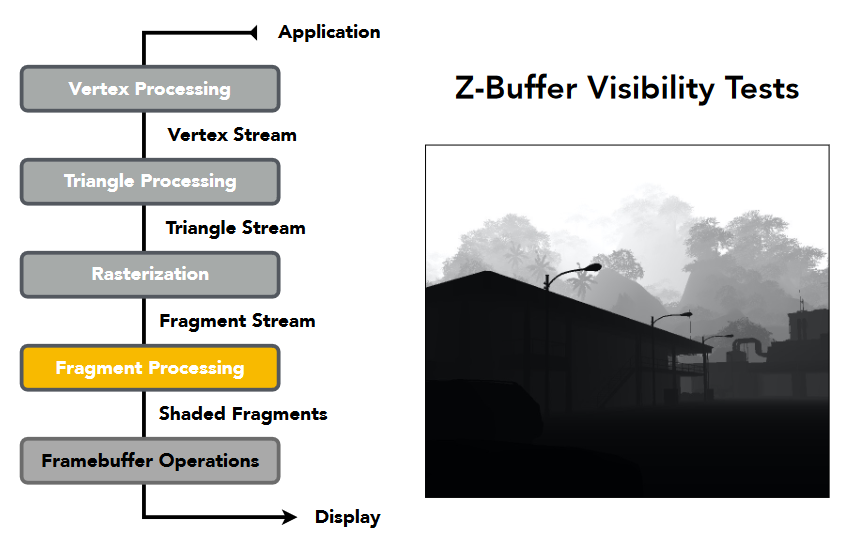 Application
Vertex Processing
Vertex Stream
Triangle Processing
Triangle Stream
Rasterization
Fragment Stream
Fragment Processing
Shaded Fragments
Framebuffer Operations
Display
Z-Buffer Visibility Tests